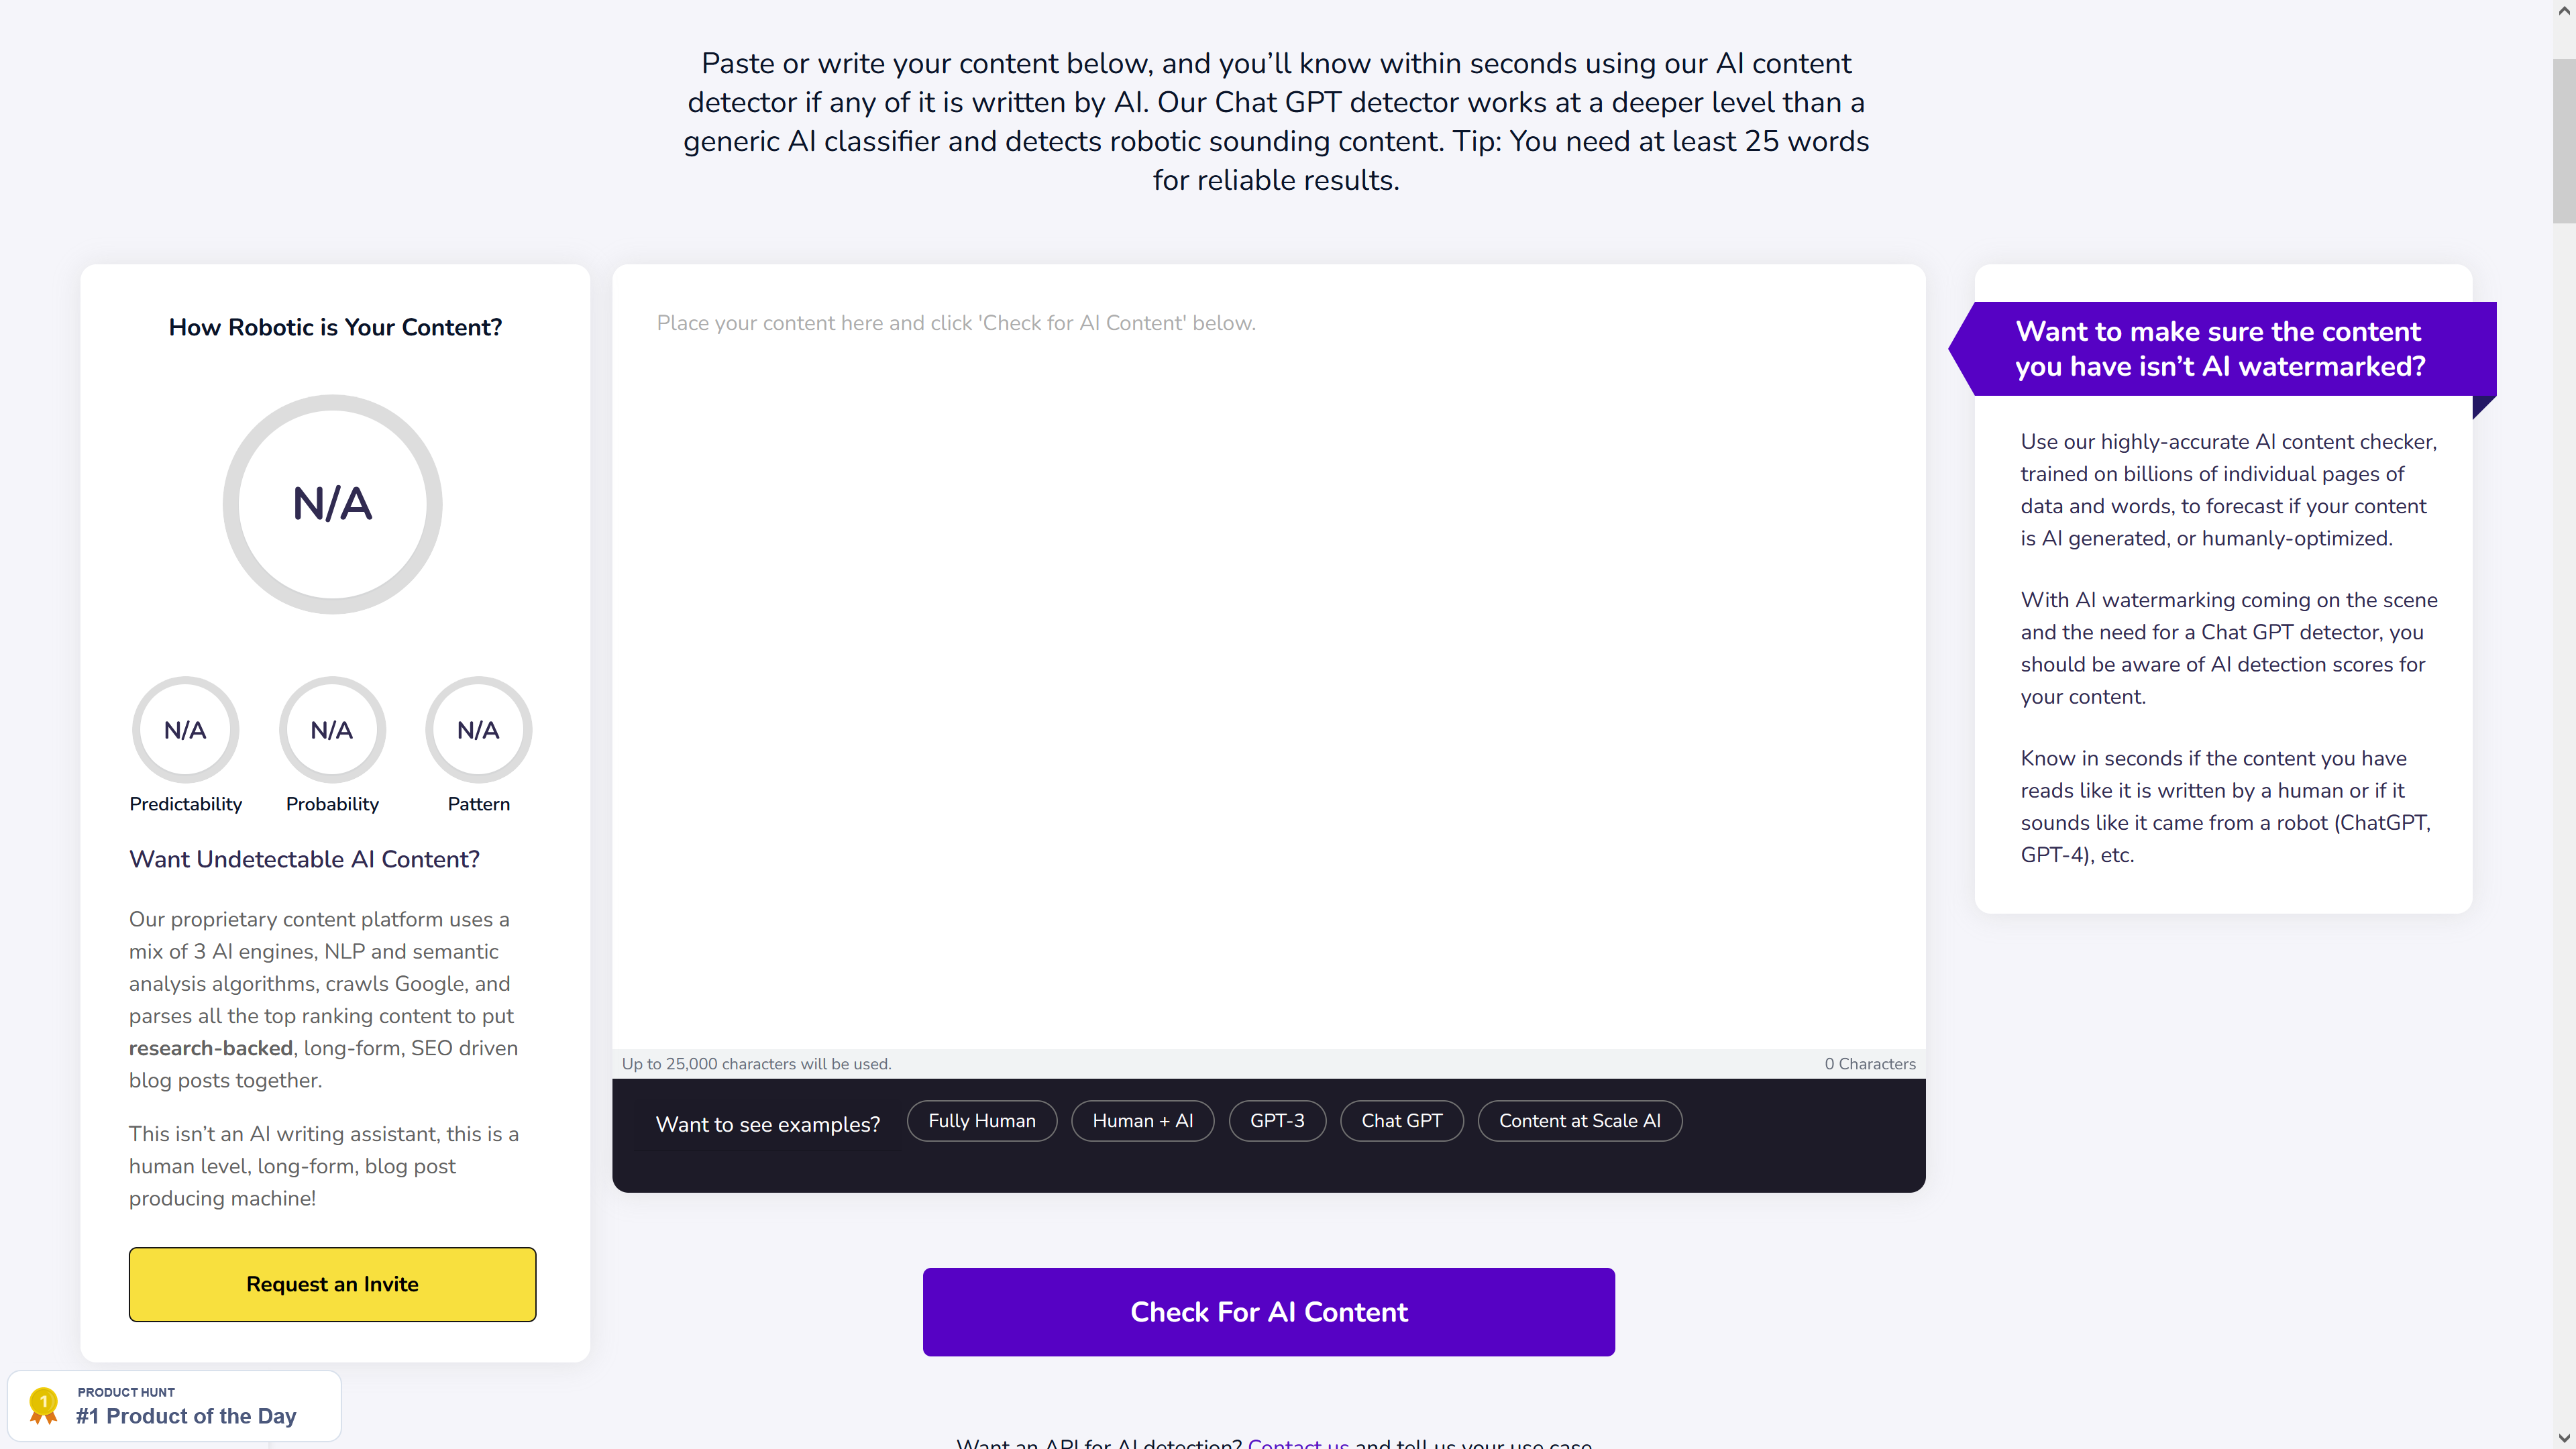 Paste or write your content below, and you’ll know within seconds using our AI content
detector if any of it is written by AI. Our Chat GPT detector works at a deeper level than a
generic AI classifier and detects robotic sounding content. Tip: You need at least 25 words
for reliable results.
How Robotic is Your Content?
N/A
N/A
N/A
N/A
Predictability
Probability
Pattern
Want Undetectable AI Content?
Our proprietary content platform uses a
mix of 3 AI engines, NLP and semantic
analysis algorithms, crawls Google, and
parses all the top ranking content to put
research-backed, long-form, SEO driven
blog posts together.
This isn’t an AI writing assistant, this is a
human level, long-form, blog post
producing machine!
Request an Invite
Place your content here and click 'Check for AI Content' below.
Up to 25,000 characters will be used.
0 Characters
Want to see examples?
Fully Human
Human + AI
GPT-3
Chat GPT
Content at Scale AI
Check For AI Content
Want to make sure the content
you have isn’t AI watermarked?
Use our highly-accurate AI content checker,
trained on billions of individual pages of
data and words, to forecast if your content
is AI generated, or humanly-optimized.
With AI watermarking coming on the scene
and the need for a Chat GPT detector, you
should be aware of AI detection scores for
your content.
Know in seconds if the content you have
reads like it is written by a human or if it
sounds like it came from a robot (ChatGPT,
GPT-4), etc.
1
PRODUCT HUNT
#1 Product of the Day
Want an API for AI detection? Contact us and tell us your use case